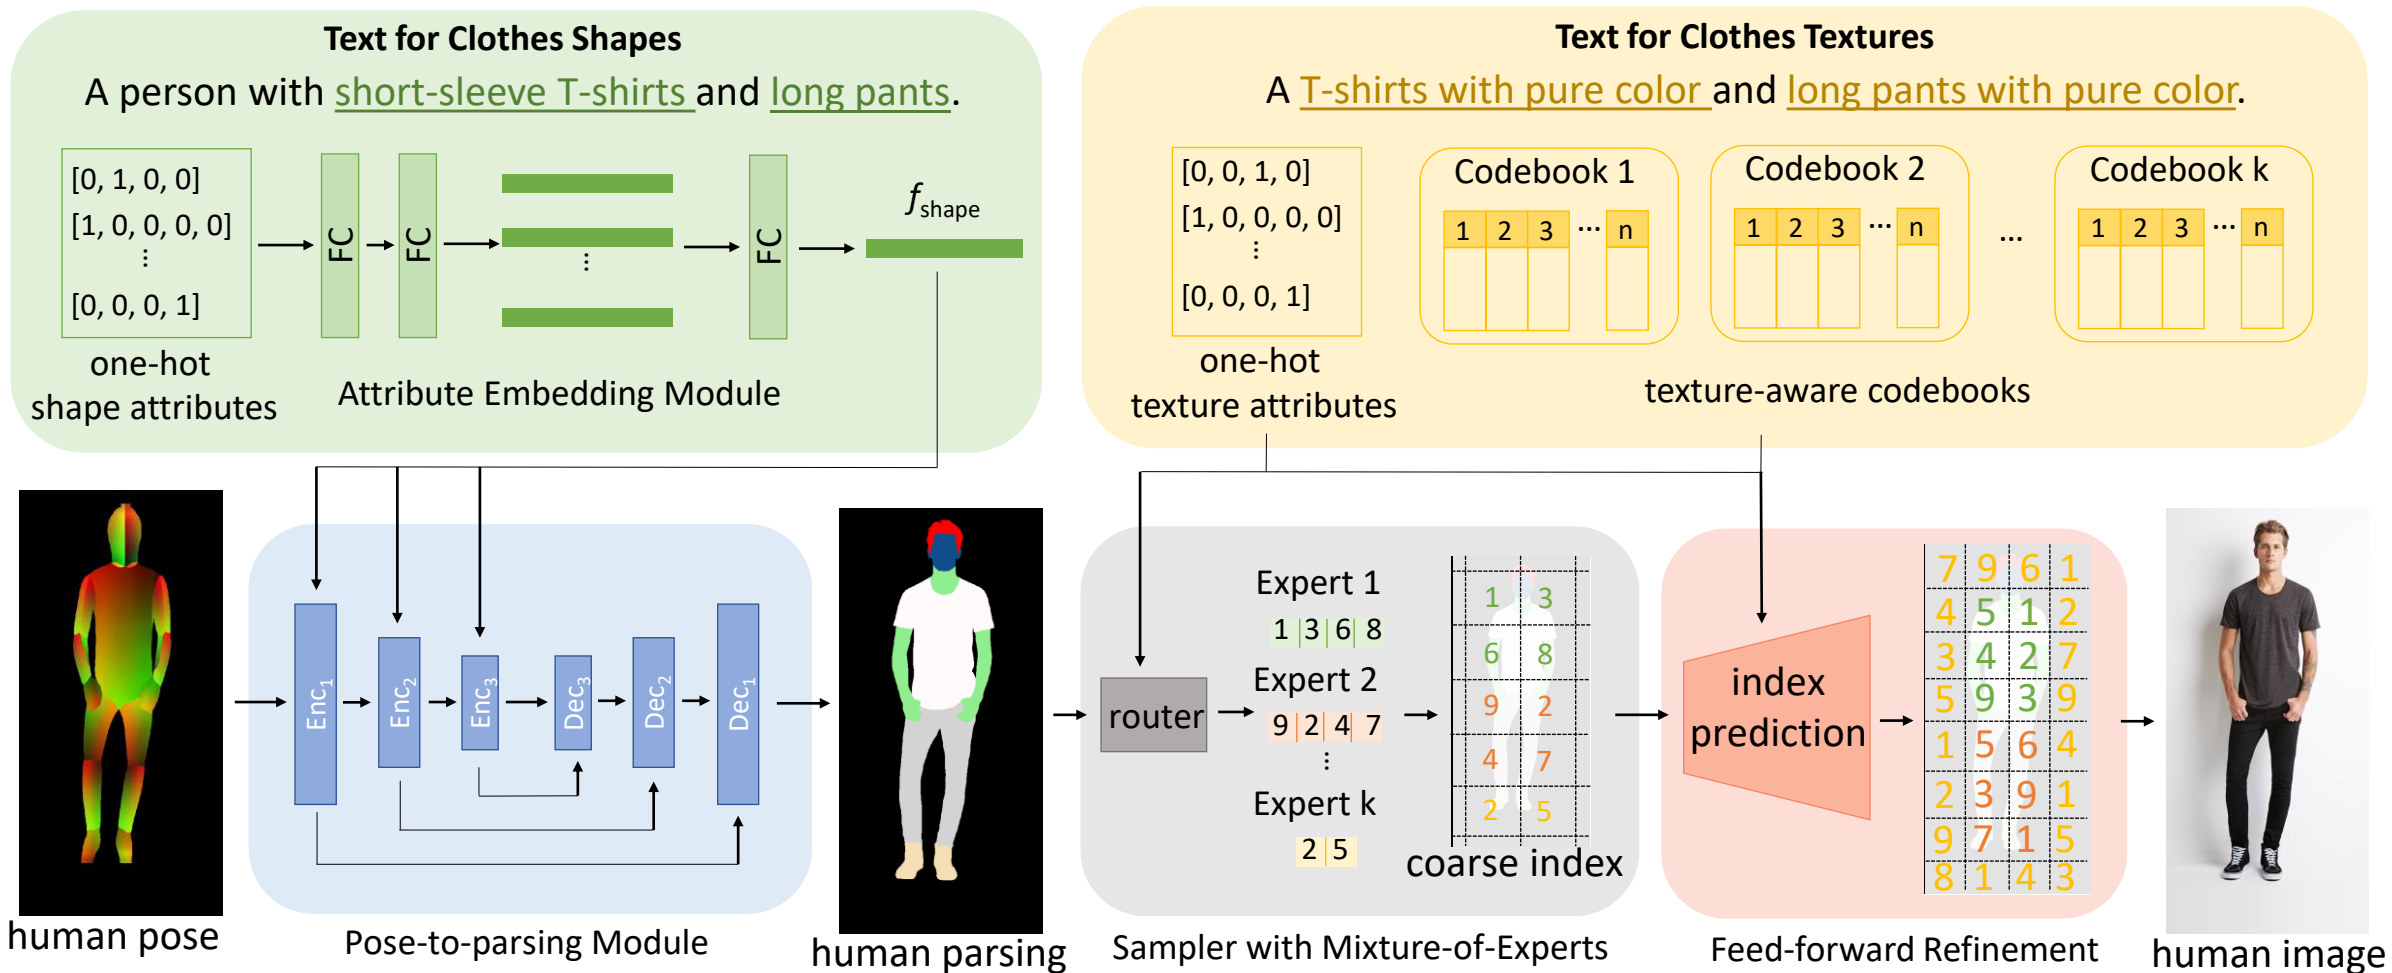 Text for Clothes Shapes
A person with short-sleeve T-shirts and long pants.
[0, 1, 0, 0]
[1, 0, 0, 0, 0]
⋮
[0, 0, 0, 1]
one-hot
shape attributes
FC
FC
⋮
FC
fshape
Attribute Embedding Module
Text for Clothes Textures
A T-shirts with pure color and long pants with pure color.
[0, 0, 1, 0]
[1, 0, 0, 0, 0]
⋮
[0, 0, 0, 1]
one-hot
texture attributes
Codebook 1
1 2 3 ... n
Codebook 2
1 2 3 ... n
...
Codebook k
1 2 3 ... n
texture-aware codebooks
human pose
Enc1
Enc2
Enc3
Dec3
Dec2
Dec1
Pose-to-parsing Module
human parsing
router
Expert 1
1 3 6 8
Expert 2
9 2 4 7
⋮
Expert k
2 5
1 3
6 8
9 2
4 7
2 5
coarse index
Sampler with Mixture-of-Experts
index
prediction
7 9 6 1
4 5 1 2
3 4 2 7
5 9 3 9
1 5 6 4
2 3 9 1
9 7 1 5
8 1 4 3
Feed-forward Refinement
human image